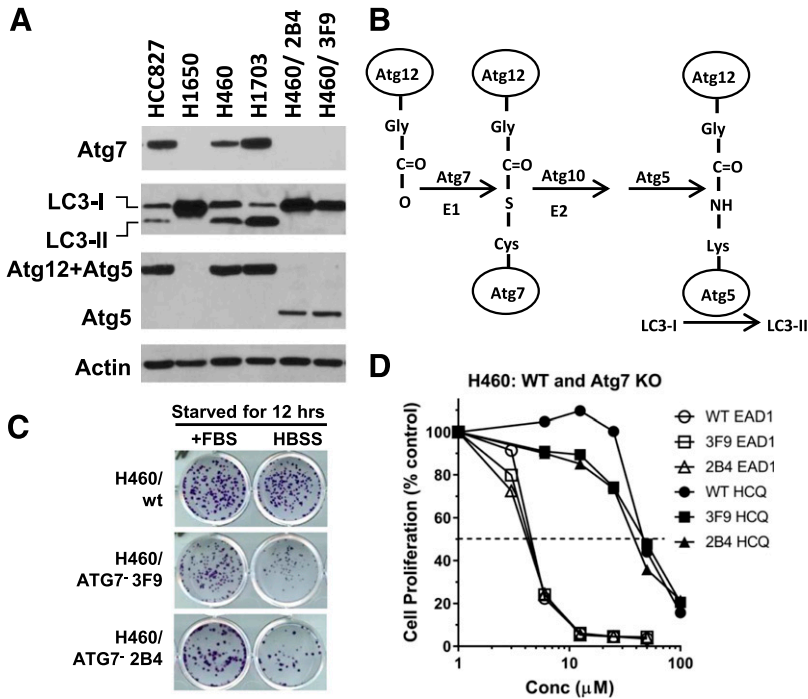 A
HCC827
H1650
H460
H1703
H460/ 2B4
H460/ 3F9
Atg7
LC3-I
LC3-II
Atg12+Atg5
Atg5
Actin
B
Atg12
Atg12
Atg12
Gly
Gly
Gly
C=O
C=O
C=O
O
Atg7
E1
S
Atg10
E2
Atg5
NH
Cys
Lys
Atg7
Atg5
LC3-I
LC3-II
C
Starved for 12 hrs
+FBS
HBSS
H460/
wt
H460/
ATG7- 3F9
H460/
ATG7- 2B4
D
H460: WT and Atg7 KO
Cell Proliferation (% control)
100
80
60
40
20
0
1
10
100
Conc (μM)
WT EAD1
3F9 EAD1
2B4 EAD1
WT HCQ
3F9 HCQ
2B4 HCQ